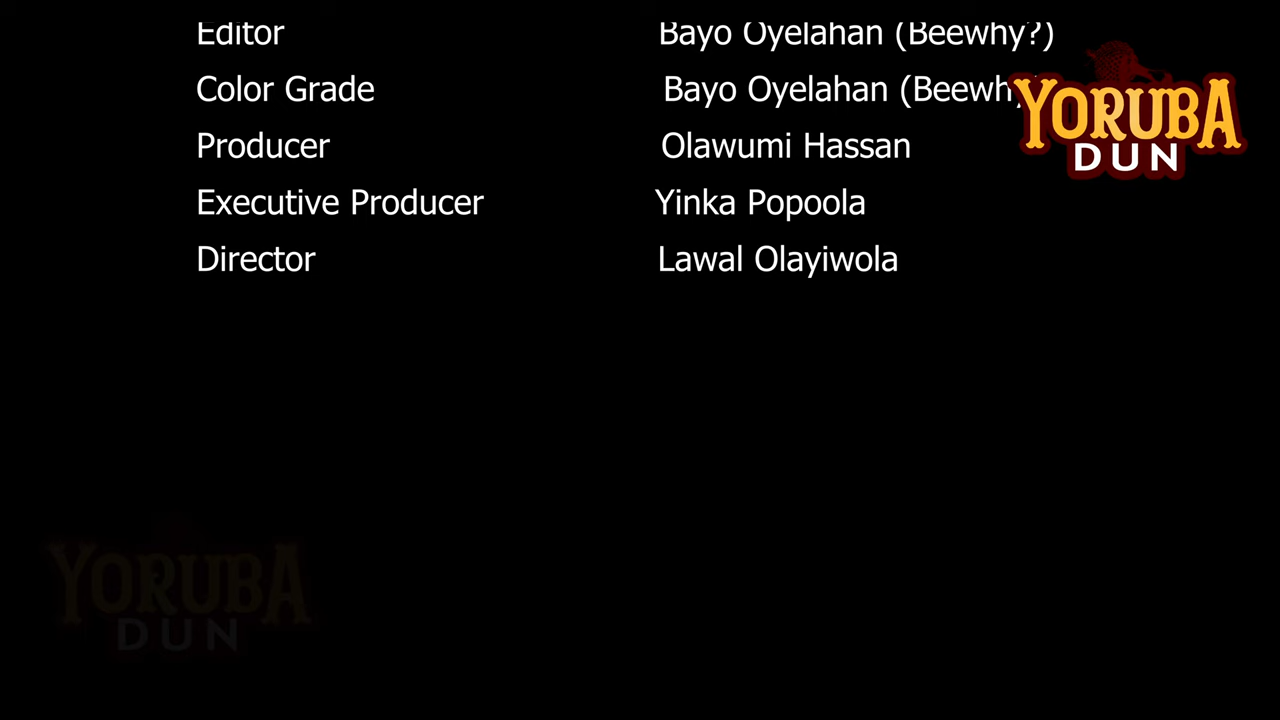 Editor Bayo Oyelahan (Beewhy?)
Color Grade Bayo Oyelahan (Beewhy
Producer Olawumi Hassan
Executive Producer Yinka Popoola
Director Lawal Olayiwola
YORUBA
DUN
YORUBA
DUN